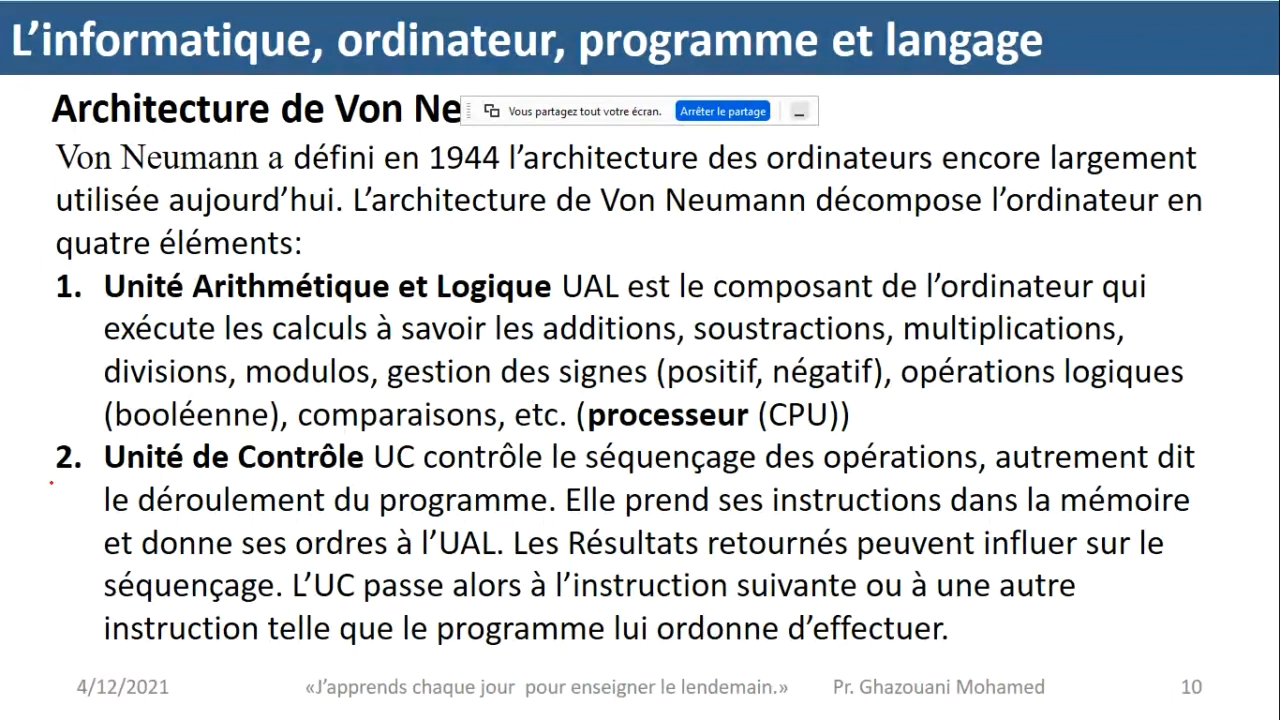 L’informatique, ordinateur, programme et langage
Architecture de Von Ne
Vous partagez tout votre écran. Arrêter le partage
Von Neumann a défini en 1944 l’architecture des ordinateurs encore largement
utilisée aujourd’hui. L’architecture de Von Neumann décompose l’ordinateur en
quatre éléments:
1. Unité Arithmétique et Logique UAL est le composant de l’ordinateur qui
exécute les calculs à savoir les additions, soustractions, multiplications,
divisions, modulos, gestion des signes (positif, négatif), opérations logiques
(booléenne), comparaisons, etc. (processeur (CPU))
2. Unité de Contrôle UC contrôle le séquençage des opérations, autrement dit
le déroulement du programme. Elle prend ses instructions dans la mémoire
et donne ses ordres à l’UAL. Les Résultats retournés peuvent influer sur le
séquençage. L’UC passe alors à l’instruction suivante ou à une autre
instruction telle que le programme lui ordonne d’effectuer.
4/12/2021 «J’apprends chaque jour pour enseigner le lendemain.» Pr. Ghazouani Mohamed 10